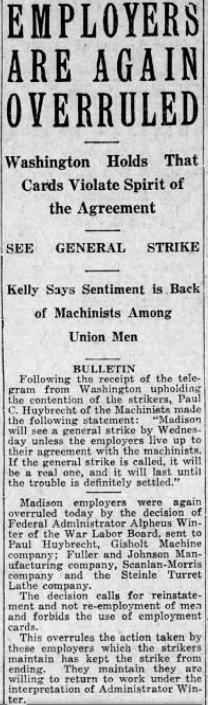 EMPLOYERS
ARE AGAIN
OVERRULED
Washington Holds That
Cards Violate Spirit of
the Agreement
SEE GENERAL STRIKE
Kelly Says Sentiment is Back
of Machinists Among
Union Men
BULLETIN
Following the receipt of the tele-
gram from Washington upholding
the contention of the strikers, Paul
C. Huybrecht of the Machinists made
the following statement: "Madison
will see a general strike by Wednes-
day unless the employers live up to
their agreement with the machinists.
If the general strike is called, it will
be a real one, and it will last until
the trouble is definitely settled."
Madison employers were again
overruled today by the decision of
Federal Administrator Alpheus Win-
ter of the War Labor Board, sent to
Paul Huybrecht, Gisholt Machine
company; Fuller and Johnson Man-
ufacturing company, Scanlan-Morris
company and the Steinle Turret
Lathe company.
The decision calls for reinstate-
ment and not re-employment of men
and forbids the use of employment
cards.
This overrules the action taken by
these employers which the strikers
maintain has kept the strike from
ending. They maintain they are
willing to return to work under the
interpretation of Administrator Win-
ter.